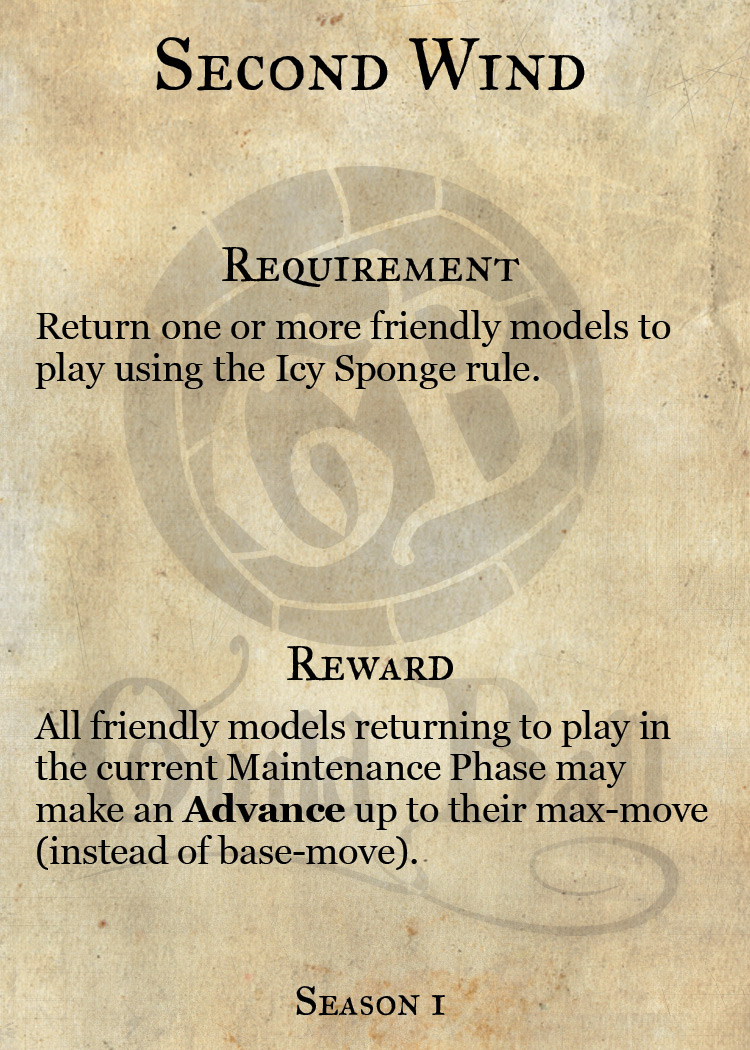 Second Wind
Requirement
Return one or more friendly models to
play using the Icy Sponge rule.
Reward
All friendly models returning to play in
the current Maintenance Phase may
make an Advance up to their max-move
(instead of base-move).
Season 1